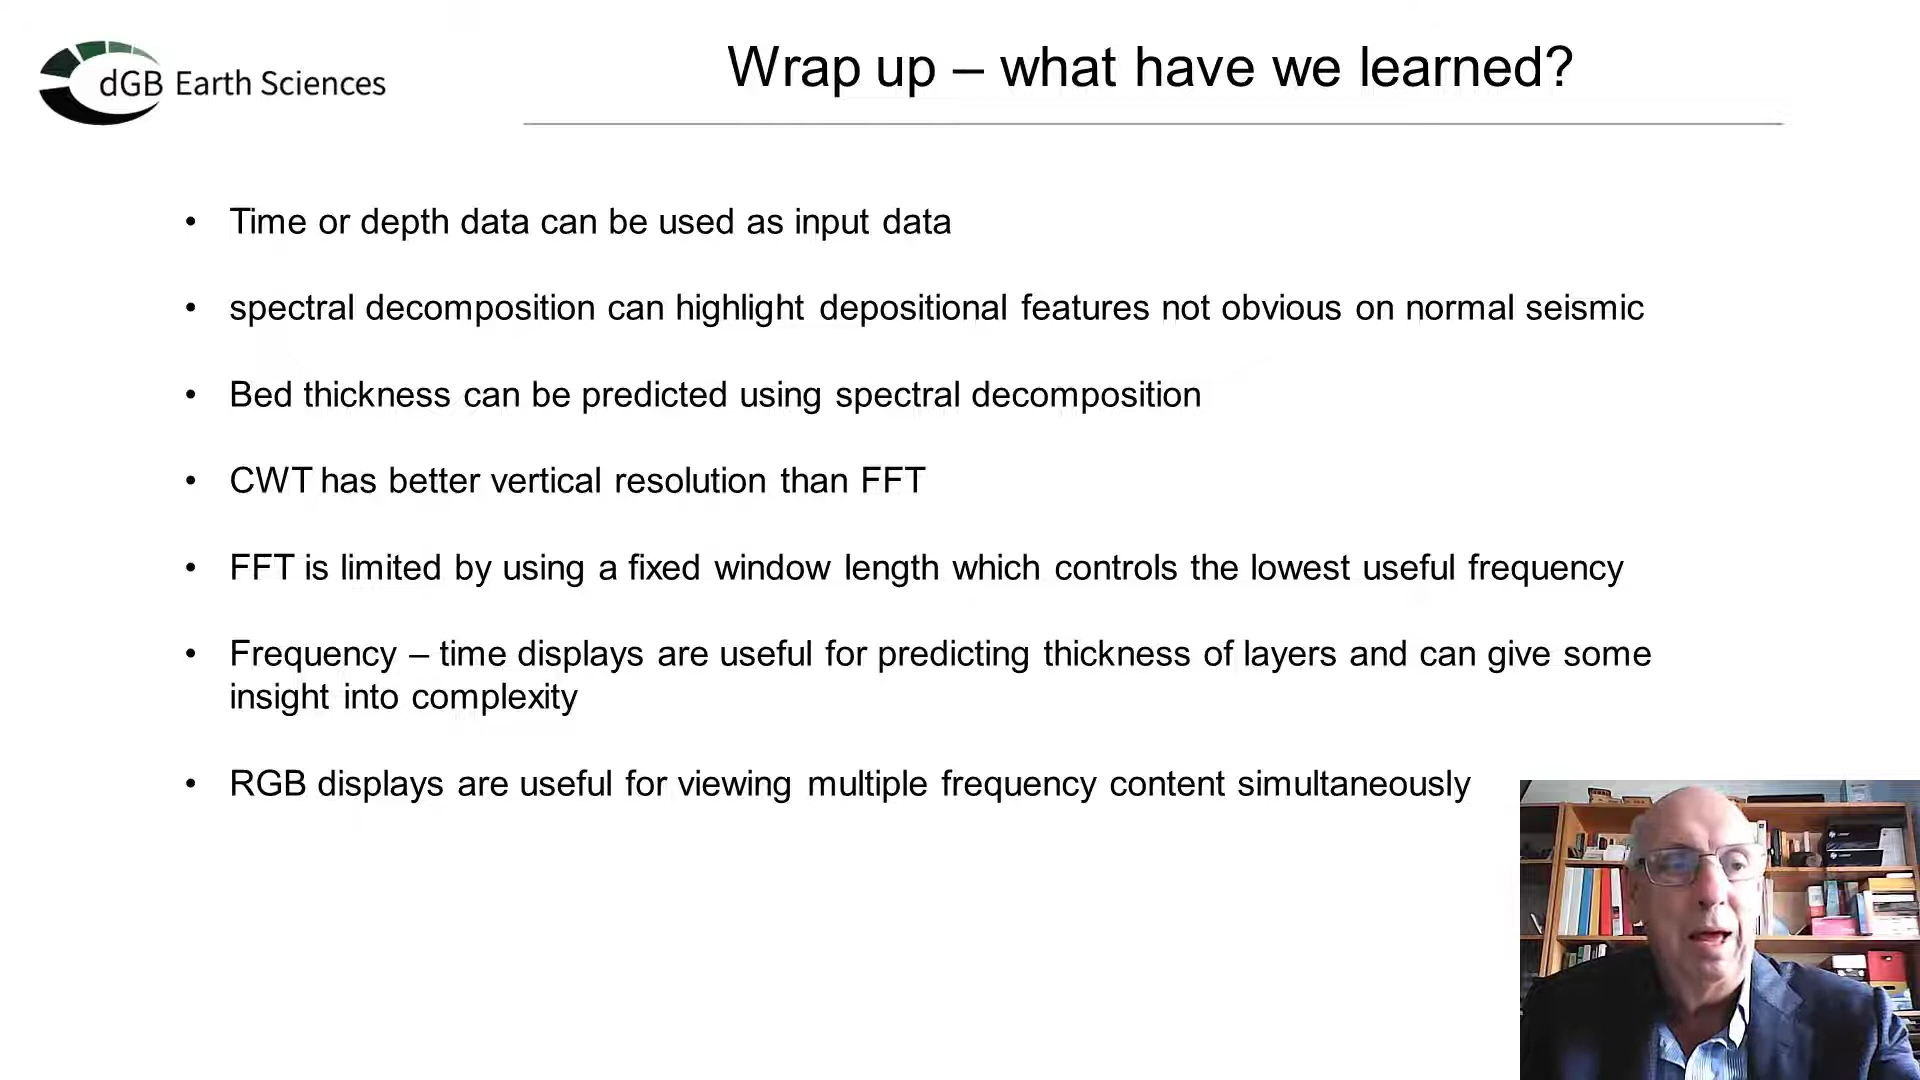 dGB Earth Sciences
Wrap up – what have we learned?
• Time or depth data can be used as input data
• spectral decomposition can highlight depositional features not obvious on normal seismic
• Bed thickness can be predicted using spectral decomposition
• CWT has better vertical resolution than FFT
• FFT is limited by using a fixed window length which controls the lowest useful frequency
• Frequency – time displays are useful for predicting thickness of layers and can give some
insight into complexity
• RGB displays are useful for viewing multiple frequency content simultaneously